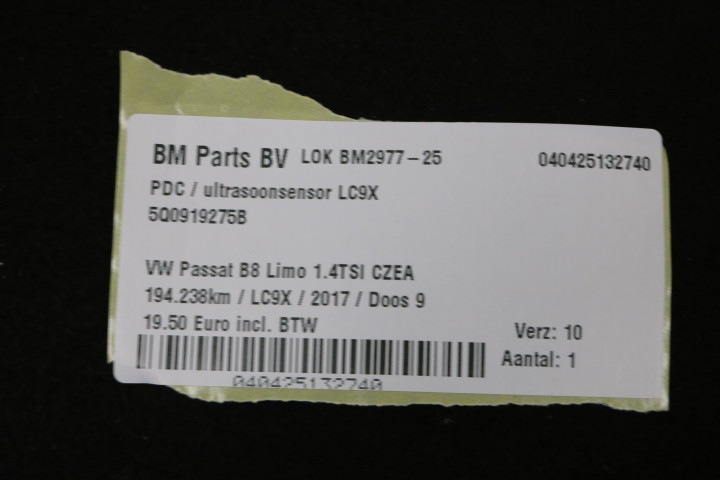 BM Parts BV LOK BM2977-25 040425132740
PDC / ultrasoonsensor LC9X
5Q0919275B
VW Passat B8 Limo 1.4TSI CZEA
194.238km / LC9X / 2017 / Doos 9
19.50 Euro incl. BTW
Verz: 10
Aantal: 1
040425132740